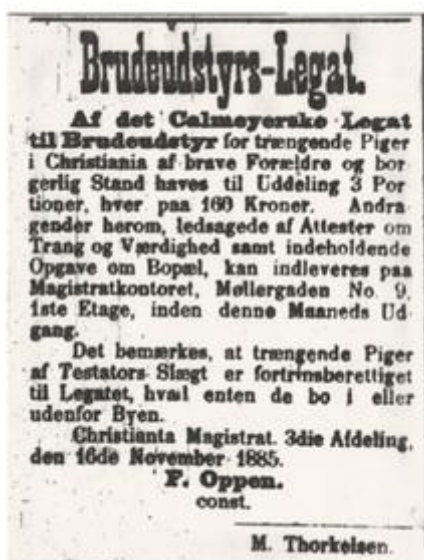 Brudeudstyrs-Legat.
Af det Calmeyerske Legat
til Brudeudstyr for trængende Piger
i Christiania af brave Forældre og bor
gerlig Stand haves til Uddeling 3 Por
tioner, hver paa 160 Kroner. Andra
gender herom, ledsagede af Attester om
Trang og Værdighed samt indeholdende
Opgave om Bopæl, kan indleveres paa
Magistratkontoret, Møllergaden No. 9,
1ste Etage, inden denne Maaneds Ud
gang.
Det bemærkes, at trængende Piger
af Testators Slægt er fortrinsberettiget
til Legatet, hvad enten de bo i eller
udenfor Byen.
Christiania Magistrat. 3die Afdeling,
den 16de November 1885.
F. Oppen.
const.
M. Thorkelsen.